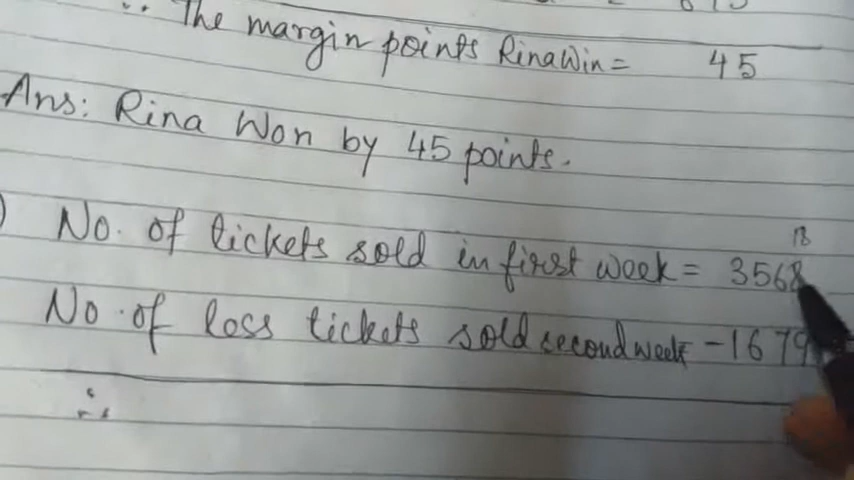 ∴ The margin points Rina Win = 45
Ans: Rina Won by 45 points.
) No. of tickets sold in first week = 3568
18
No. of less tickets sold second week - 1679
∴